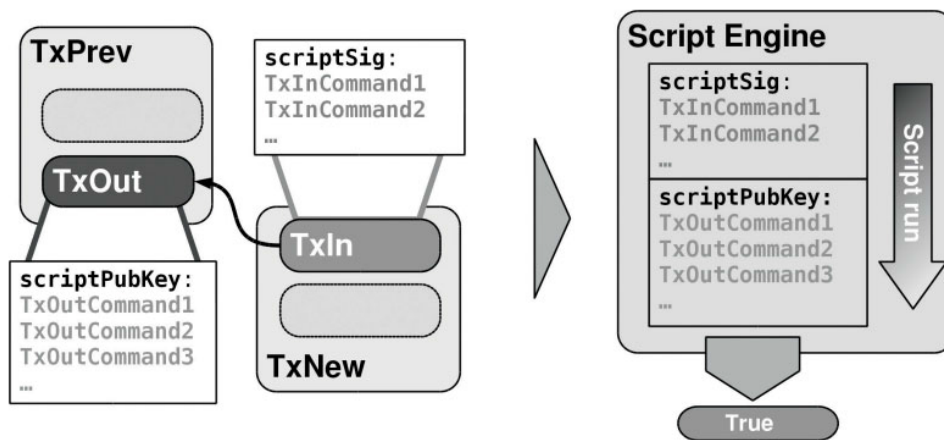 TxPrev
TxOut
scriptPubKey:
TxOutCommand1
TxOutCommand2
TxOutCommand3
…
scriptSig:
TxInCommand1
TxInCommand2
…
TxIn
TxNew
Script Engine
scriptSig:
TxInCommand1
TxInCommand2
…
scriptPubKey:
TxOutCommand1
TxOutCommand2
TxOutCommand3
…
Script run
True